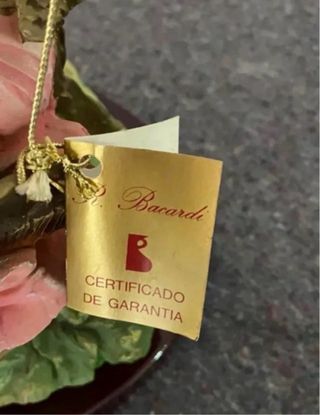 R. Bacardi
B
CERTIFICADO
DE GARANTIA